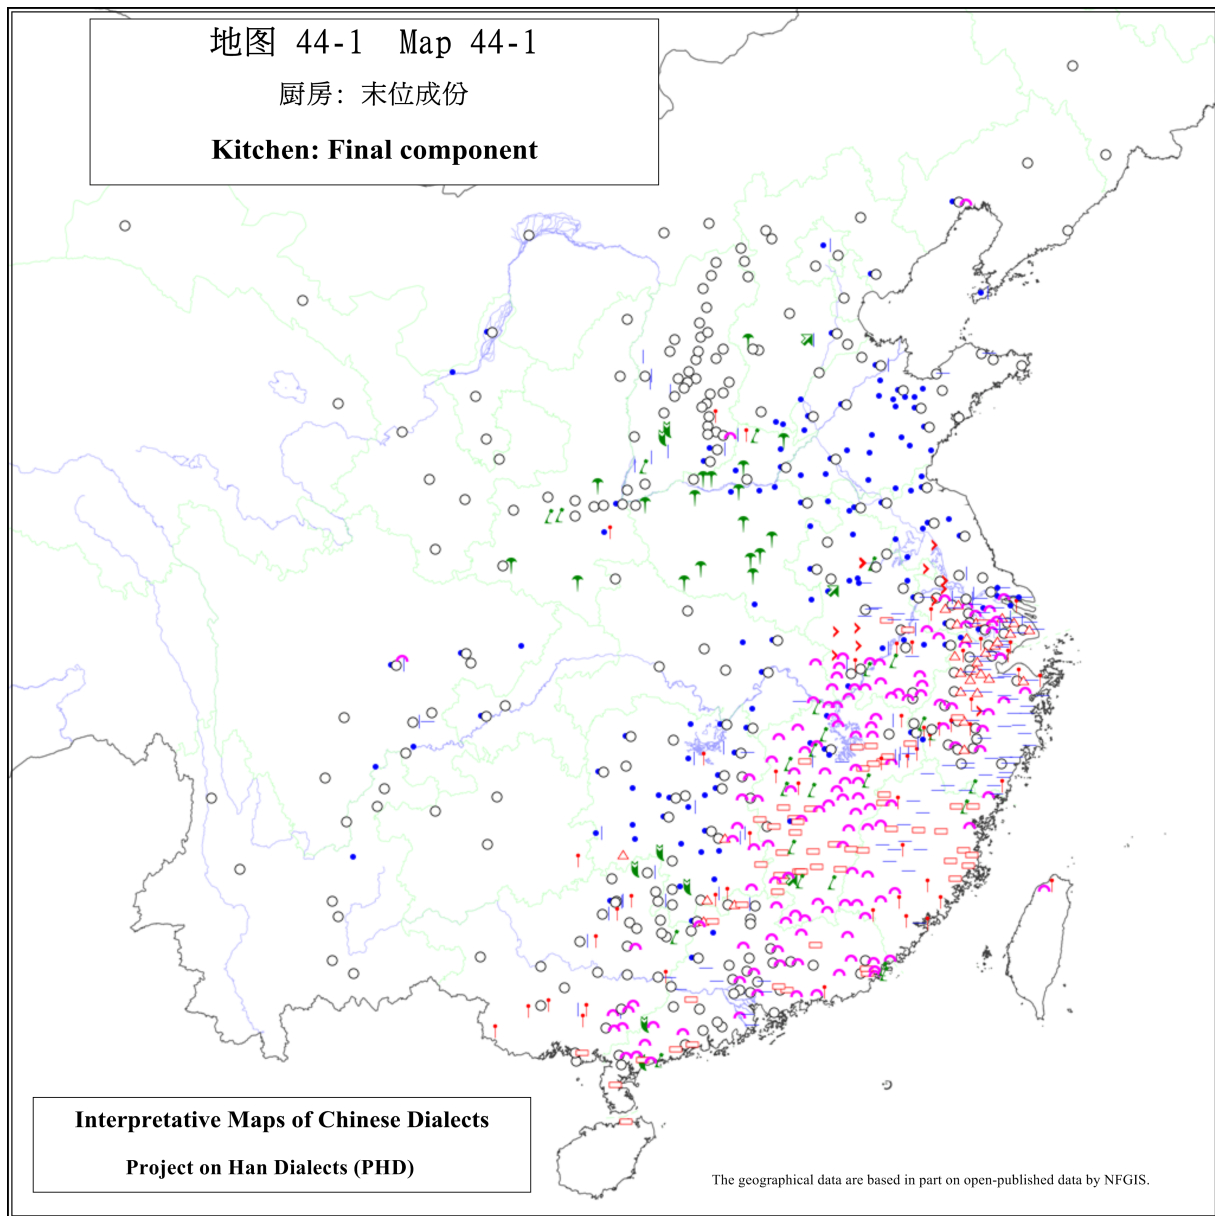 地图 44-1 Map 44-1
厨房: 末位成份
Kitchen: Final component
Interpretative Maps of Chinese Dialects
Project on Han Dialects (PHD)
The geographical data are based in part on open-published data by NFGIS.